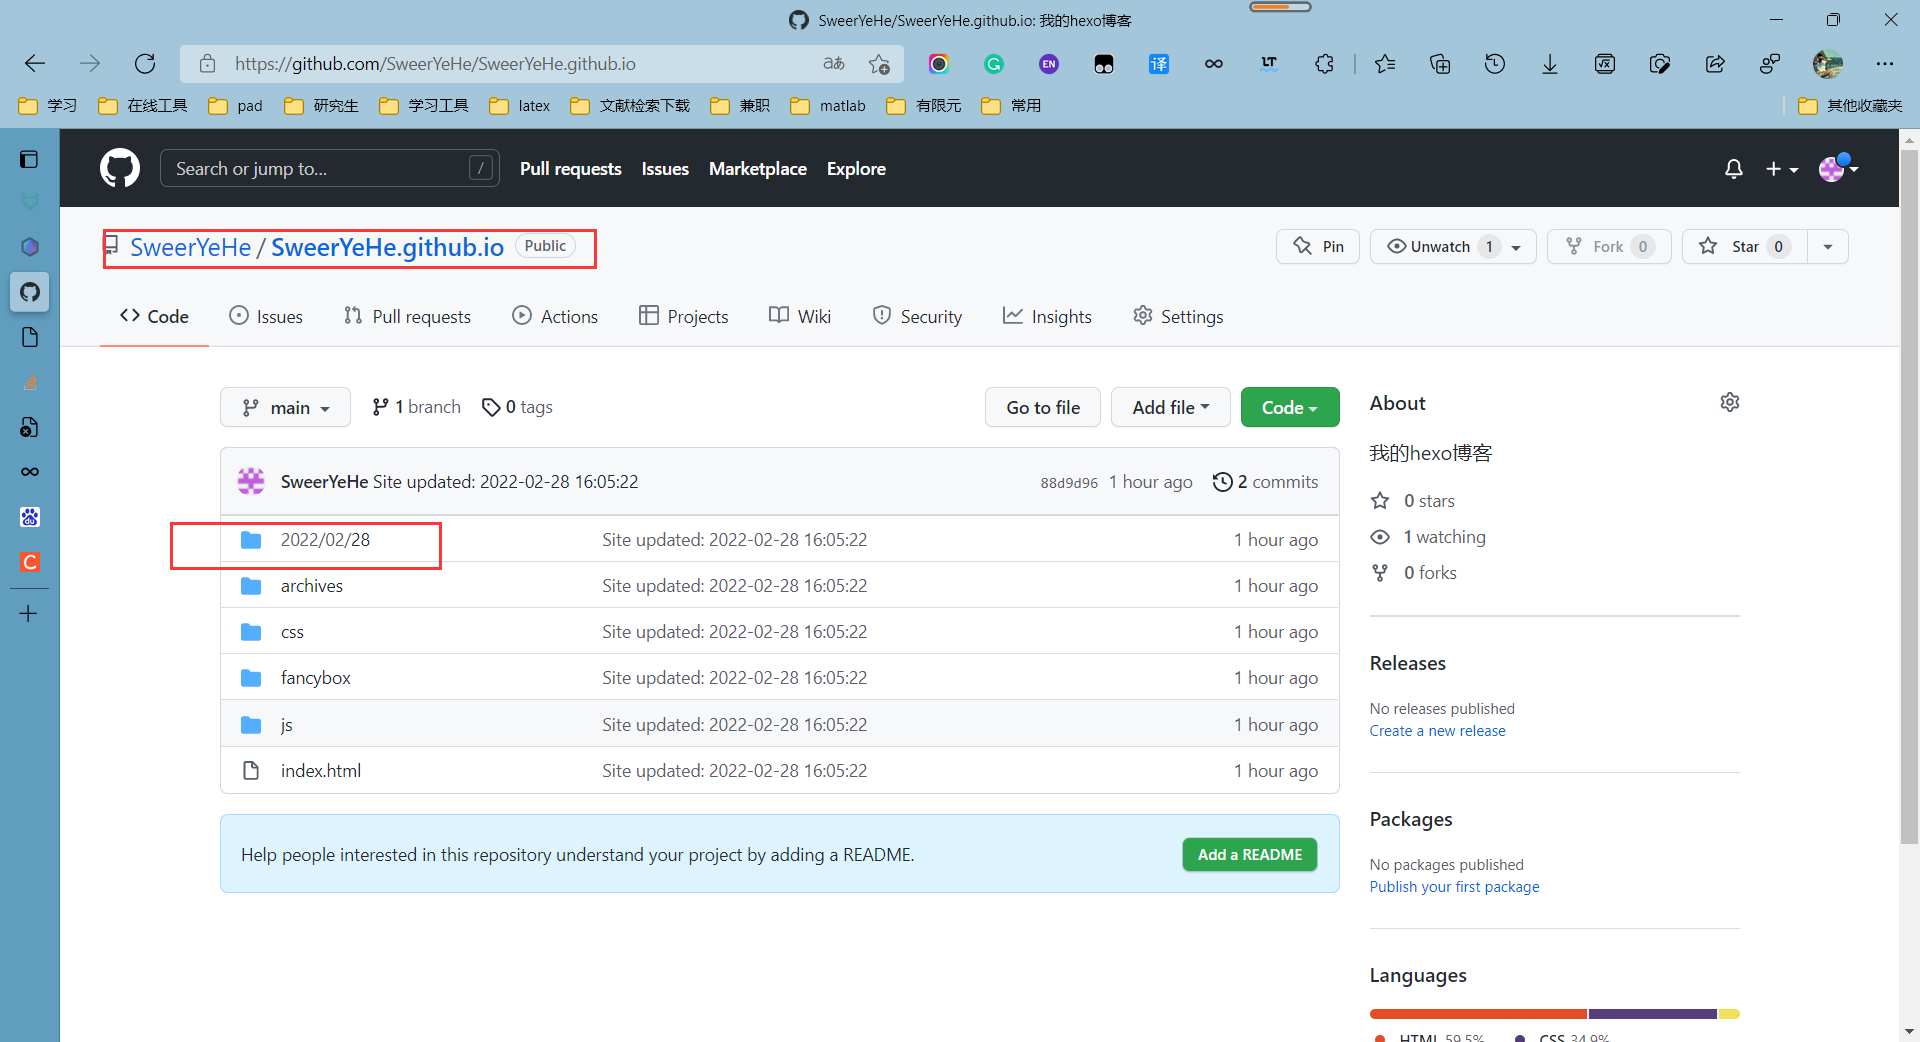 SweerYeHe/SweerYeHe.github.io: 我的hexo博客
https://github.com/SweerYeHe/SweerYeHe.github.io
学习 在线工具 pad 研究生 学习工具 latex 文献检索下载 兼职 matlab 有限元 常用 其他收藏夹
Search or jump to... / Pull requests Issues Marketplace Explore
SweerYeHe / SweerYeHe.github.io Public Pin Unwatch 1 Fork 0 Star 0
Code Issues Pull requests Actions Projects Wiki Security Insights Settings
main 1 branch 0 tags Go to file Add file Code
SweerYeHe Site updated: 2022-02-28 16:05:22 88d9d96 1 hour ago 2 commits
2022/02/28 Site updated: 2022-02-28 16:05:22 1 hour ago
archives Site updated: 2022-02-28 16:05:22 1 hour ago
css Site updated: 2022-02-28 16:05:22 1 hour ago
fancybox Site updated: 2022-02-28 16:05:22 1 hour ago
js Site updated: 2022-02-28 16:05:22 1 hour ago
index.html Site updated: 2022-02-28 16:05:22 1 hour ago
Help people interested in this repository understand your project by adding a README. Add a README
About
我的hexo博客
0 stars
1 watching
0 forks
Releases
No releases published
Create a new release
Packages
No packages published
Publish your first package
Languages
HTML 59.5% CSS 34.9%